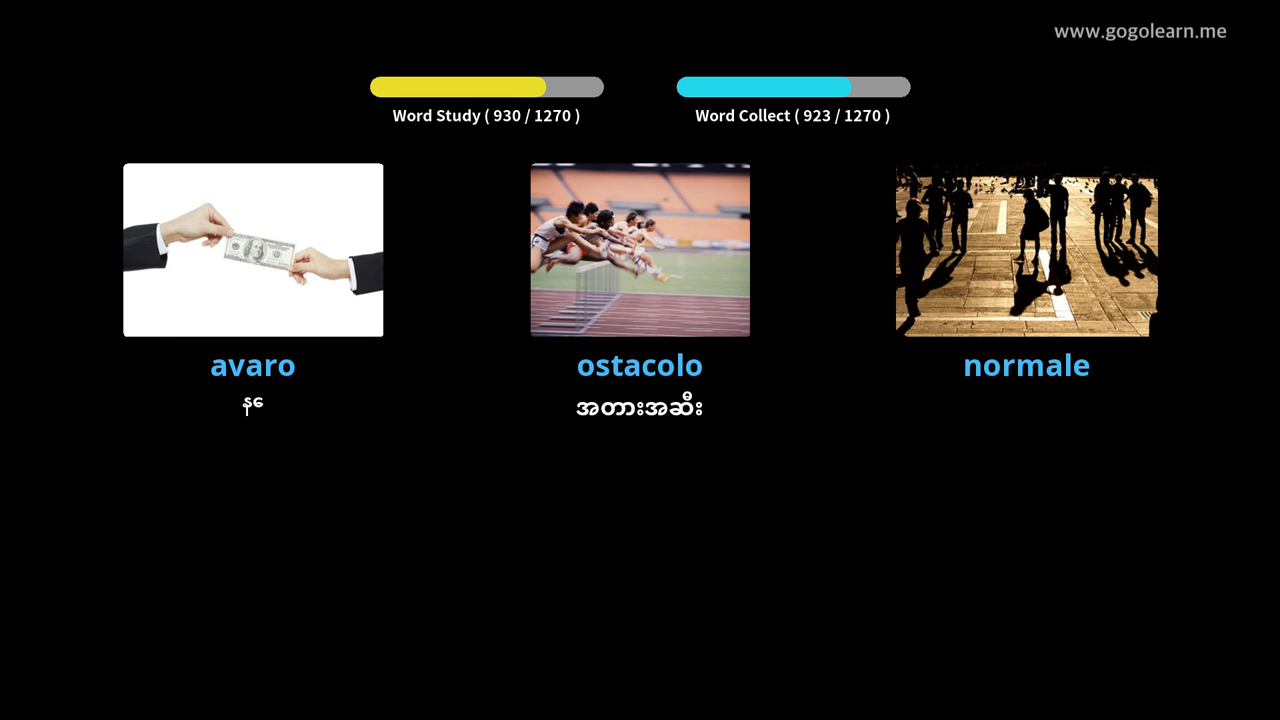 www.gogolearn.me
Word Study ( 930 / 1270 )
Word Collect ( 923 / 1270 )
avaro
နေ
ostacolo
အတားအဆီး
normale